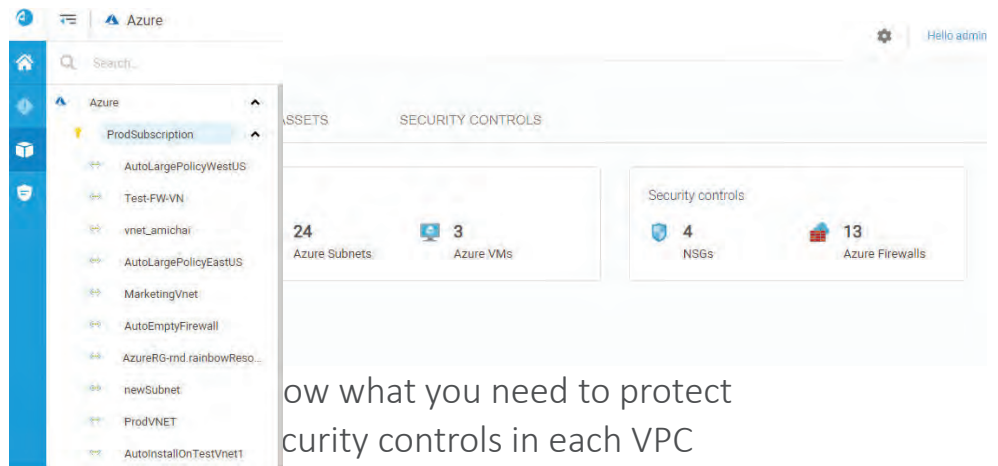 Azure
Hello admin
Search...
Azure
ProdSubscription
AutoLargePolicyWestUS
Test-FW-VN
vnet_amichai
AutoLargePolicyEastUS
MarketingVnet
AutoEmptyFirewall
AzureRG-rnd.rainbowReso...
newSubnet
ProdVNET
AutoInstallOnTestVnet1
ASSETS SECURITY CONTROLS
24
Azure Subnets
3
Azure VMs
Security controls
4
NSGs
13
Azure Firewalls
ow what you need to protect
curity controls in each VPC